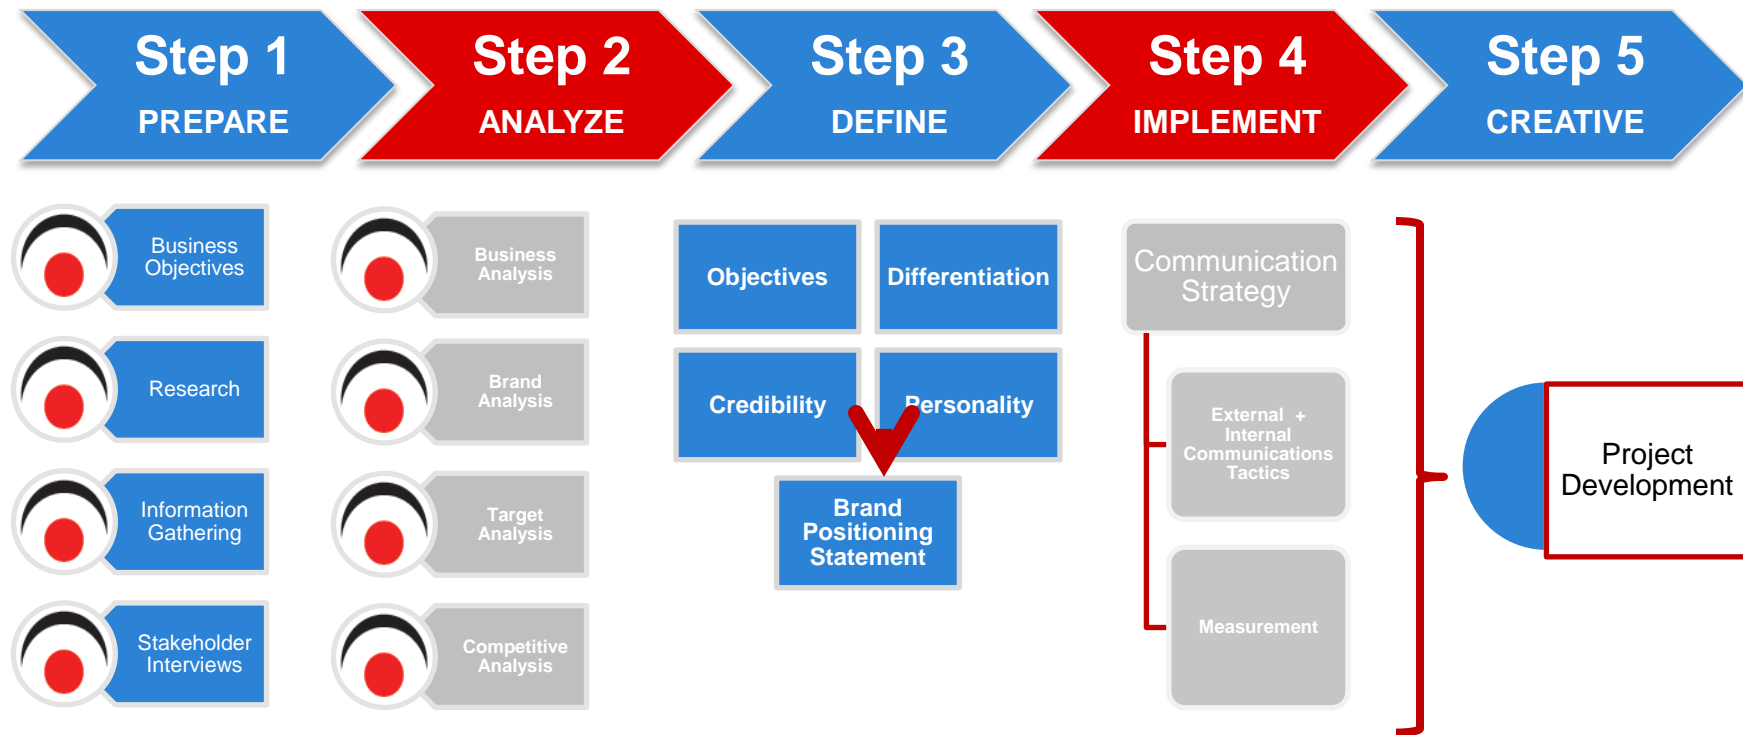 Step 1
PREPARE
Step 2
ANALYZE
Step 3
DEFINE
Step 4
IMPLEMENT
Step 5
CREATIVE
Business
Objectives
Research
Information
Gathering
Stakeholder
Interviews
Business
Analysis
Brand
Analysis
Target
Analysis
Competitive
Analysis
Objectives
Differentiation
Credibility
Personality
Brand
Positioning
Statement
Communication
Strategy
External +
Internal
Communications
Tactics
Measurement
Project
Development